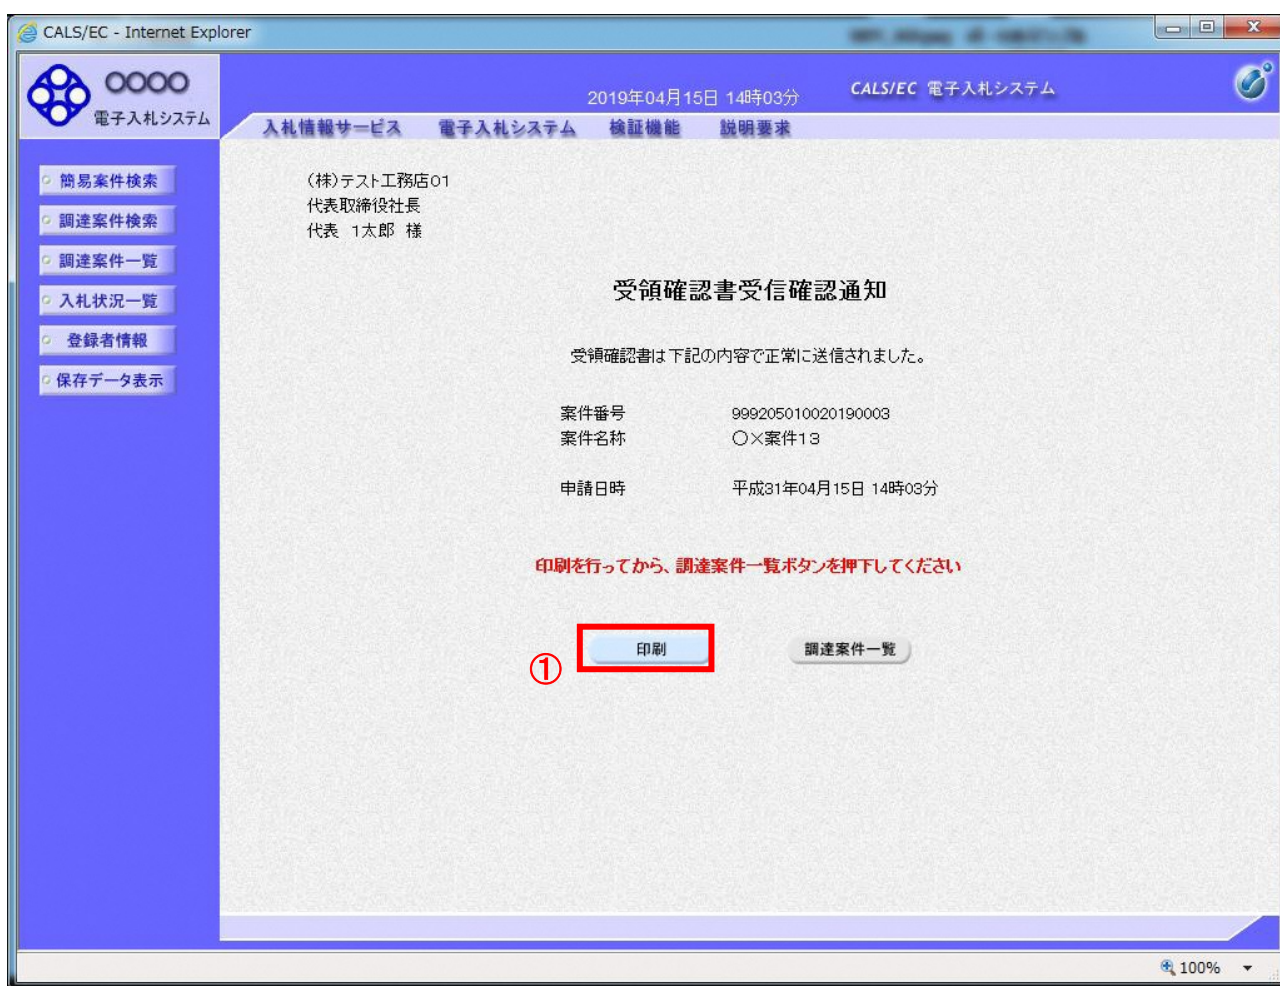 CALS/EC - Internet Explorer
OOOO
電子入札システム
2019年04月15日 14時03分
CALS/EC 電子入札システム
入札情報サービス 電子入札システム 検証機能 説明要求
簡易案件検索
調達案件検索
調達案件一覧
入札状況一覧
登録者情報
保存データ表示
(株)テスト工務店01
代表取締役社長
代表 1太郎 様
受領確認書受信確認通知
受領確認書は下記の内容で正常に送信されました。
案件番号 999205010020190003
案件名称 〇×案件13
申請日時 平成31年04月15日 14時03分
印刷を行ってから、調達案件一覧ボタンを押下してください
① 印刷 調達案件一覧
100%